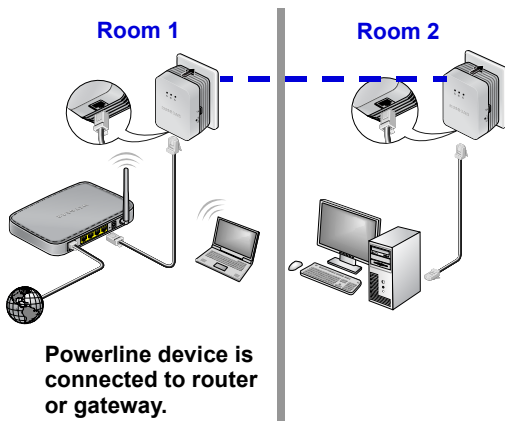 Room 1
Room 2
Powerline device is
connected to router
or gateway.